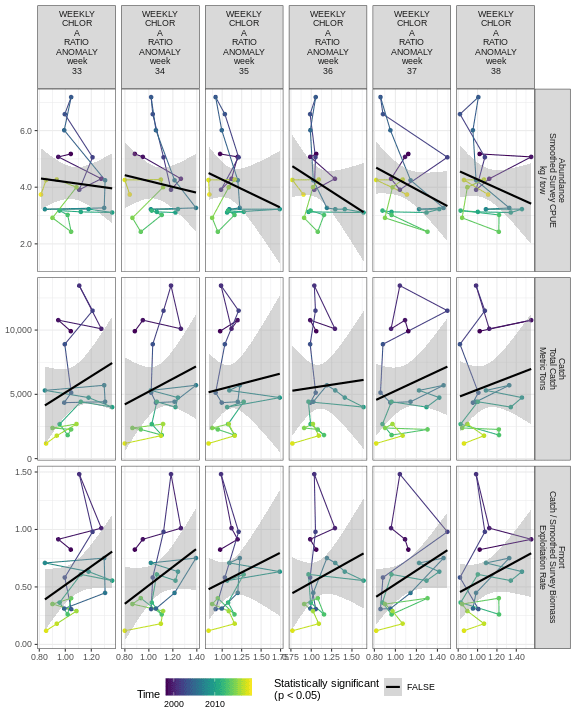 WEEKLY CHLOR A RATIO ANOMALY week 33
WEEKLY CHLOR A RATIO ANOMALY week 34
WEEKLY CHLOR A RATIO ANOMALY week 35
WEEKLY CHLOR A RATIO ANOMALY week 36
WEEKLY CHLOR A RATIO ANOMALY week 37
WEEKLY CHLOR A RATIO ANOMALY week 38
6.0
4.0
2.0
Abundance
Smoothed Survey CPUE
kg / tow
10,000
5,000
0
Catch
Total Catch
Metric Tons
1.50
1.00
0.50
0.00
Fmort
Catch / Smoothed Survey Biomass
Exploitation Rate
0.80 1.00 1.20
0.80 1.00 1.20 1.40
0.75 1.00 1.25 1.50 1.75
0.75 1.00 1.25 1.50
0.80 1.00 1.20 1.40
0.80 1.00 1.20 1.40
Time
2000 2010
Statistically significant
(p < 0.05)
FALSE